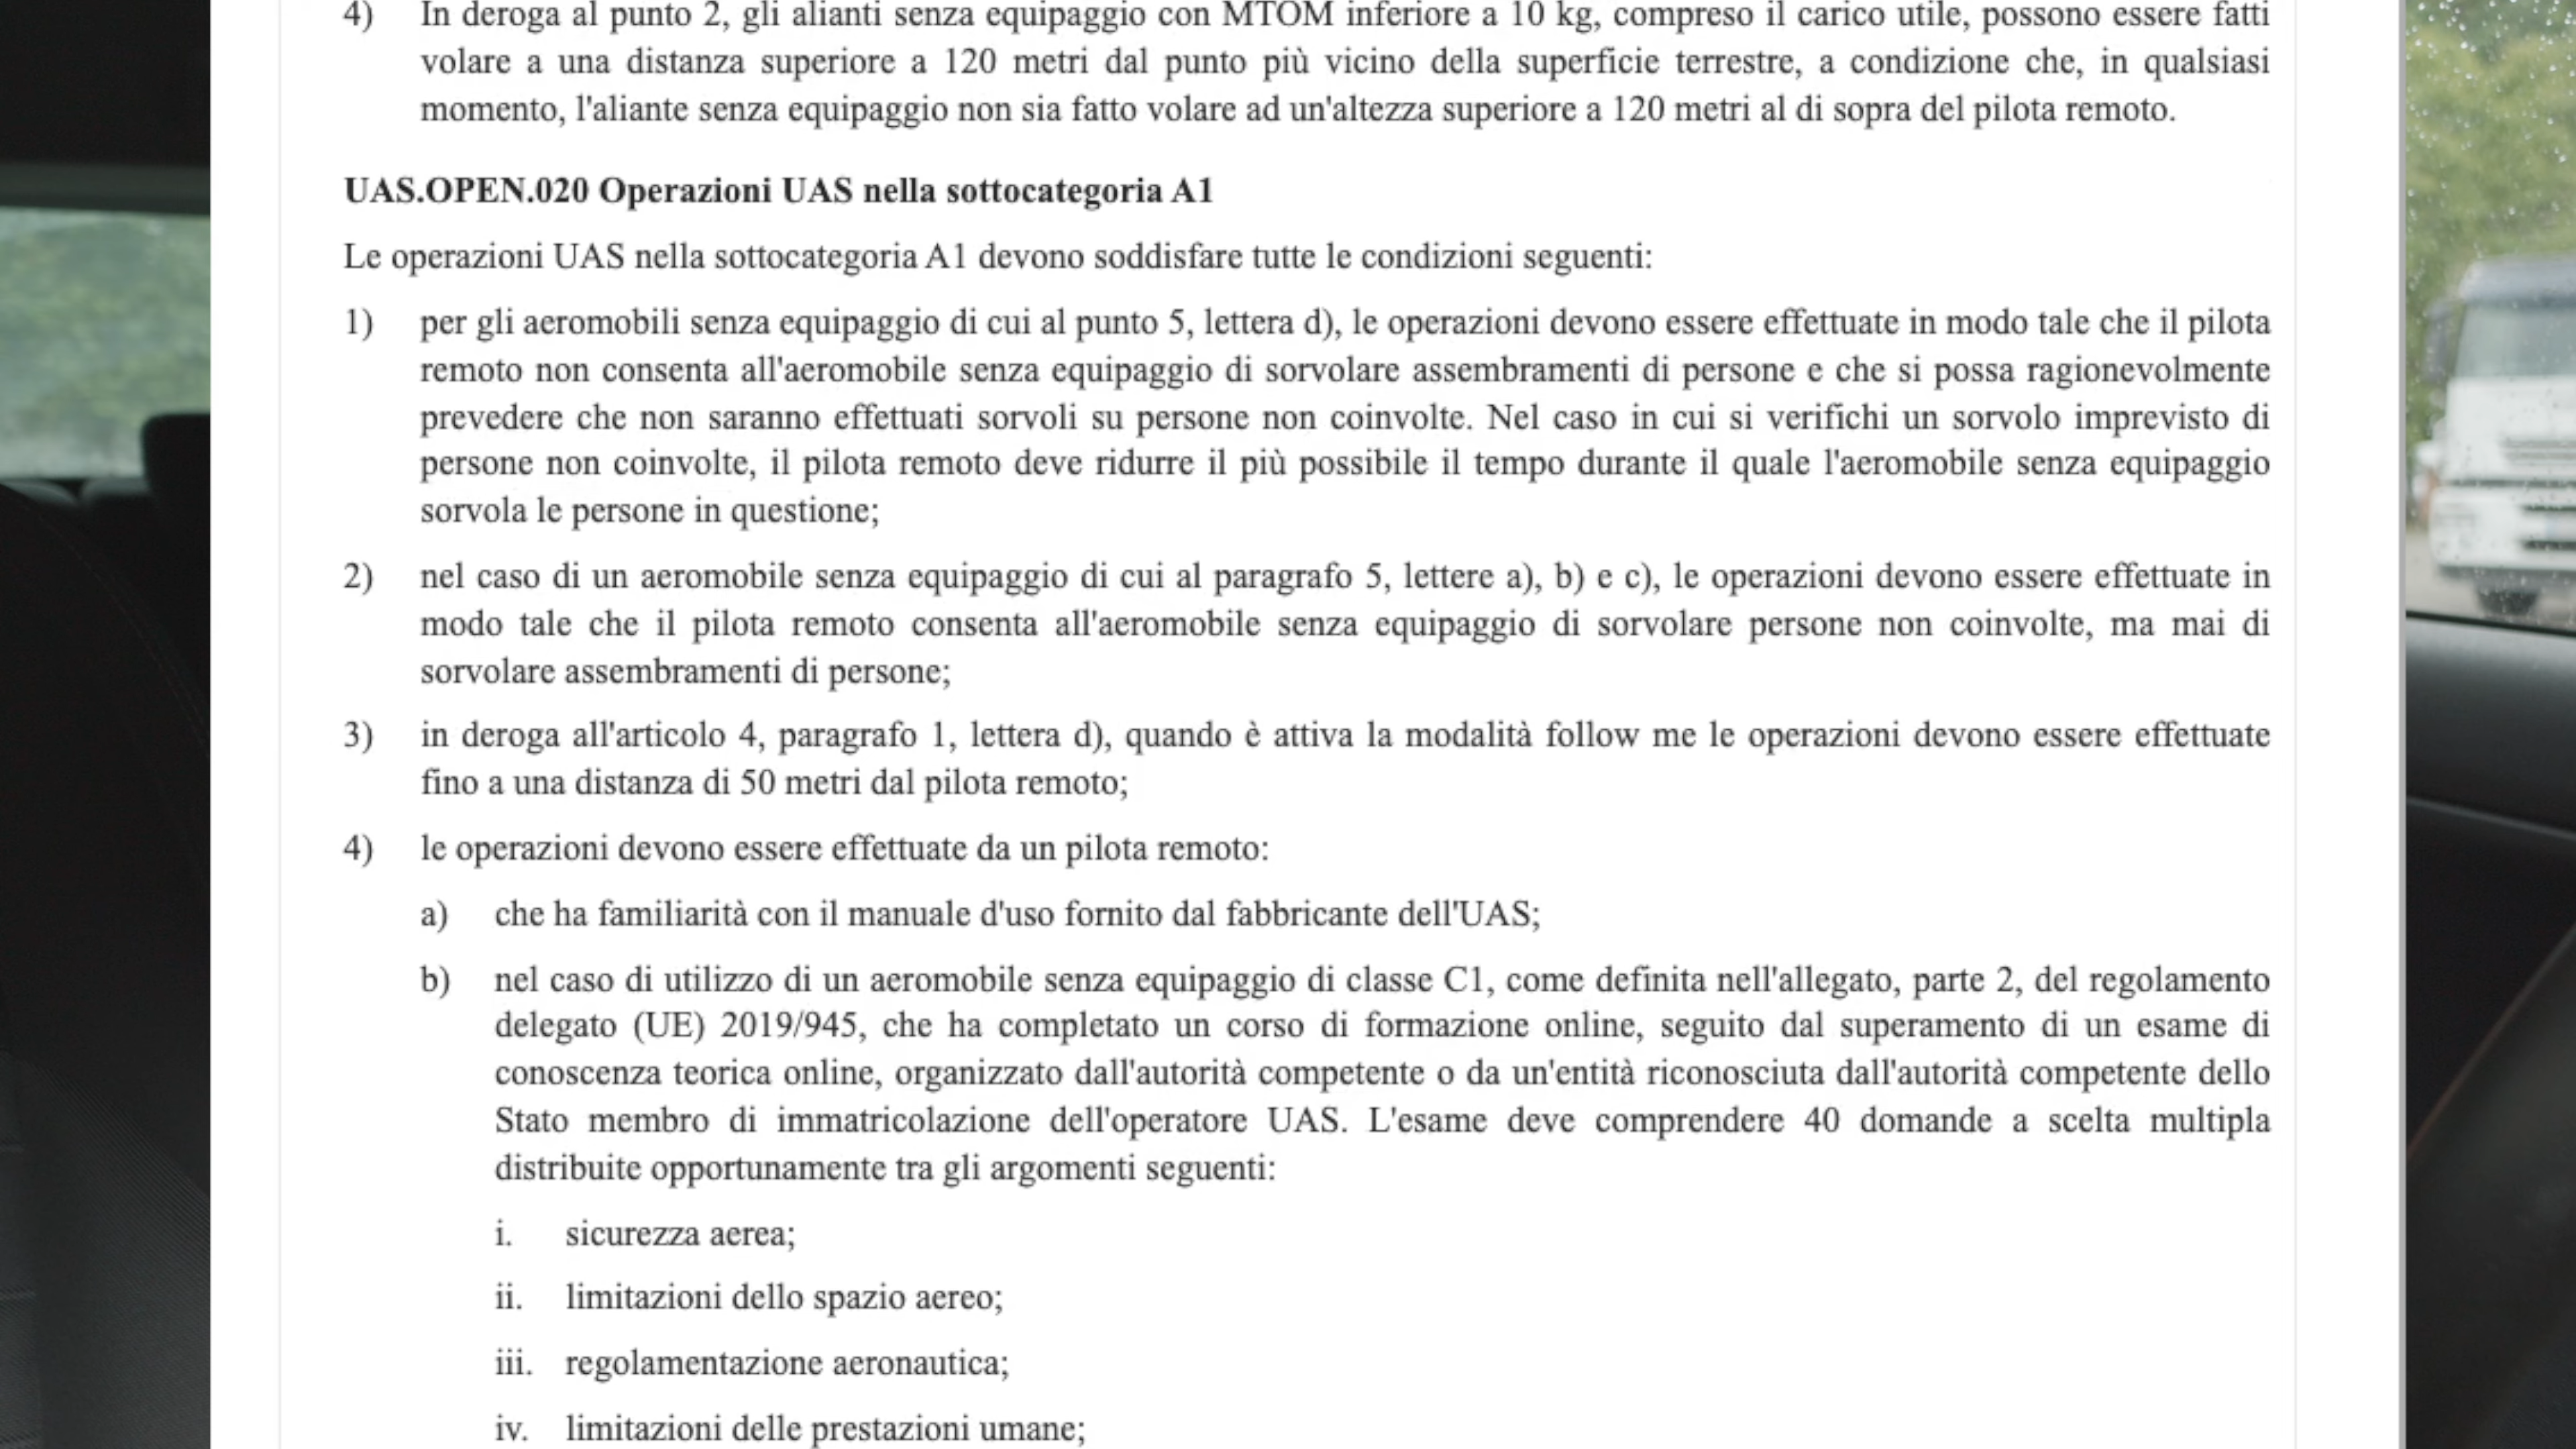 4) In deroga al punto 2, gli alianti senza equipaggio con MTOM inferiore a 10 kg, compreso il carico utile, possono essere fatti
volare a una distanza superiore a 120 metri dal punto più vicino della superficie terrestre, a condizione che, in qualsiasi
momento, l'aliante senza equipaggio non sia fatto volare ad un'altezza superiore a 120 metri al di sopra del pilota remoto.
UAS.OPEN.020 Operazioni UAS nella sottocategoria A1
Le operazioni UAS nella sottocategoria A1 devono soddisfare tutte le condizioni seguenti:
1) per gli aeromobili senza equipaggio di cui al punto 5, lettera d), le operazioni devono essere effettuate in modo tale che il pilota
remoto non consenta all'aeromobile senza equipaggio di sorvolare assembramenti di persone e che si possa ragionevolmente
prevedere che non saranno effettuati sorvoli su persone non coinvolte. Nel caso in cui si verifichi un sorvolo imprevisto di
persone non coinvolte, il pilota remoto deve ridurre il più possibile il tempo durante il quale l'aeromobile senza equipaggio
sorvola le persone in questione;
2) nel caso di un aeromobile senza equipaggio di cui al paragrafo 5, lettere a), b) e c), le operazioni devono essere effettuate in
modo tale che il pilota remoto consenta all'aeromobile senza equipaggio di sorvolare persone non coinvolte, ma mai di
sorvolare assembramenti di persone;
3) in deroga all'articolo 4, paragrafo 1, lettera d), quando è attiva la modalità follow me le operazioni devono essere effettuate
fino a una distanza di 50 metri dal pilota remoto;
4) le operazioni devono essere effettuate da un pilota remoto:
a) che ha familiarità con il manuale d'uso fornito dal fabbricante dell'UAS;
b) nel caso di utilizzo di un aeromobile senza equipaggio di classe C1, come definita nell'allegato, parte 2, del regolamento
delegato (UE) 2019/945, che ha completato un corso di formazione online, seguito dal superamento di un esame di
conoscenza teorica online, organizzato dall'autorità competente o da un'entità riconosciuta dall'autorità competente dello
Stato membro di immatricolazione dell'operatore UAS. L'esame deve comprendere 40 domande a scelta multipla
distribuite opportunamente tra gli argomenti seguenti:
i. sicurezza aerea;
ii. limitazioni dello spazio aereo;
iii. regolamentazione aeronautica;
iv. limitazioni delle prestazioni umane;